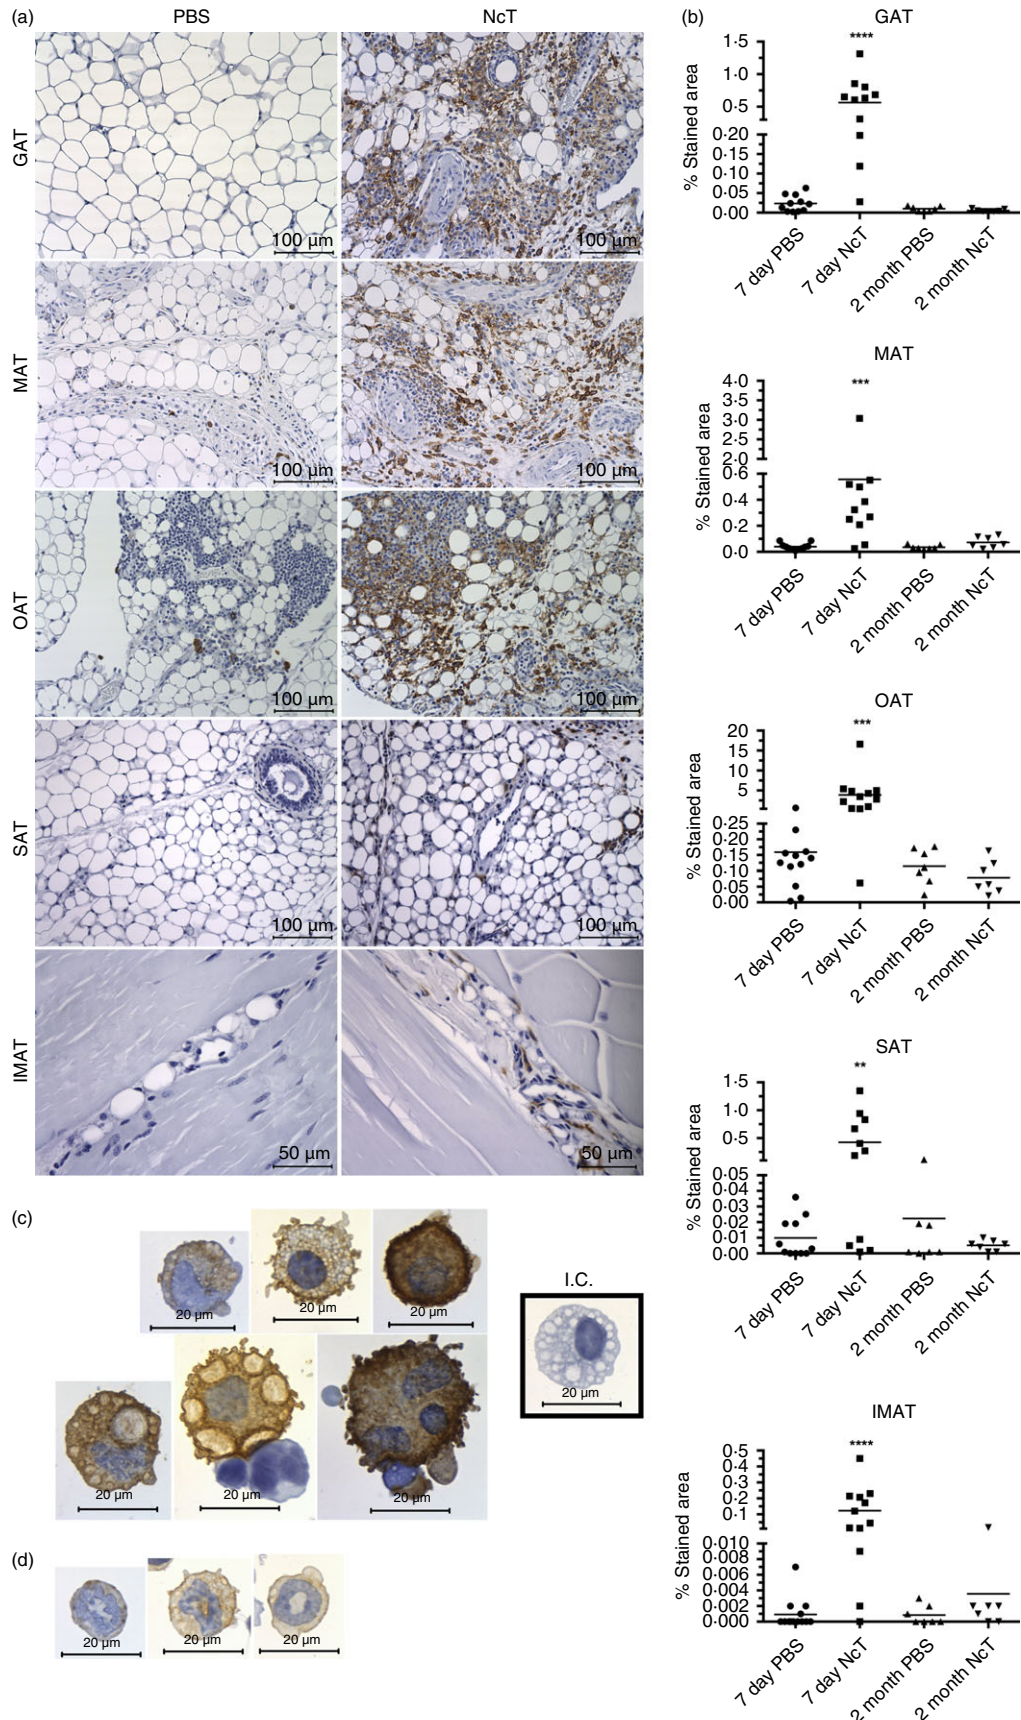 (a)
PBS
NcT
GAT
100 µm
100 µm
MAT
100 µm
100 µm
OAT
100 µm
100 µm
SAT
100 µm
100 µm
IMAT
50 µm
50 µm
(b)
GAT
% Stained area
1·5
1·0
0·5
0·20
0·15
0·10
0·05
0·00
****
7 day PBS
7 day NcT
2 month PBS
2 month NcT
MAT
% Stained area
4·0
3·0
2·5
2·0
0·6
0·4
0·2
0·0
***
7 day PBS
7 day NcT
2 month PBS
2 month NcT
OAT
% Stained area
20
15
10
5
0·25
0·20
0·15
0·10
0·05
0·00
***
7 day PBS
7 day NcT
2 month PBS
2 month NcT
SAT
% Stained area
1·5
1·0
0·5
0·05
0·04
0·03
0·02
0·01
0·00
**
7 day PBS
7 day NcT
2 month PBS
2 month NcT
IMAT
% Stained area
0·5
0·4
0·3
0·2
0·1
0·010
0·008
0·006
0·004
0·002
0·000
****
7 day PBS
7 day NcT
2 month PBS
2 month NcT
(c)
20 µm
20 µm
20 µm
20 µm
20 µm
20 µm
I.C.
20 µm
(d)
20 µm
20 µm
20 µm